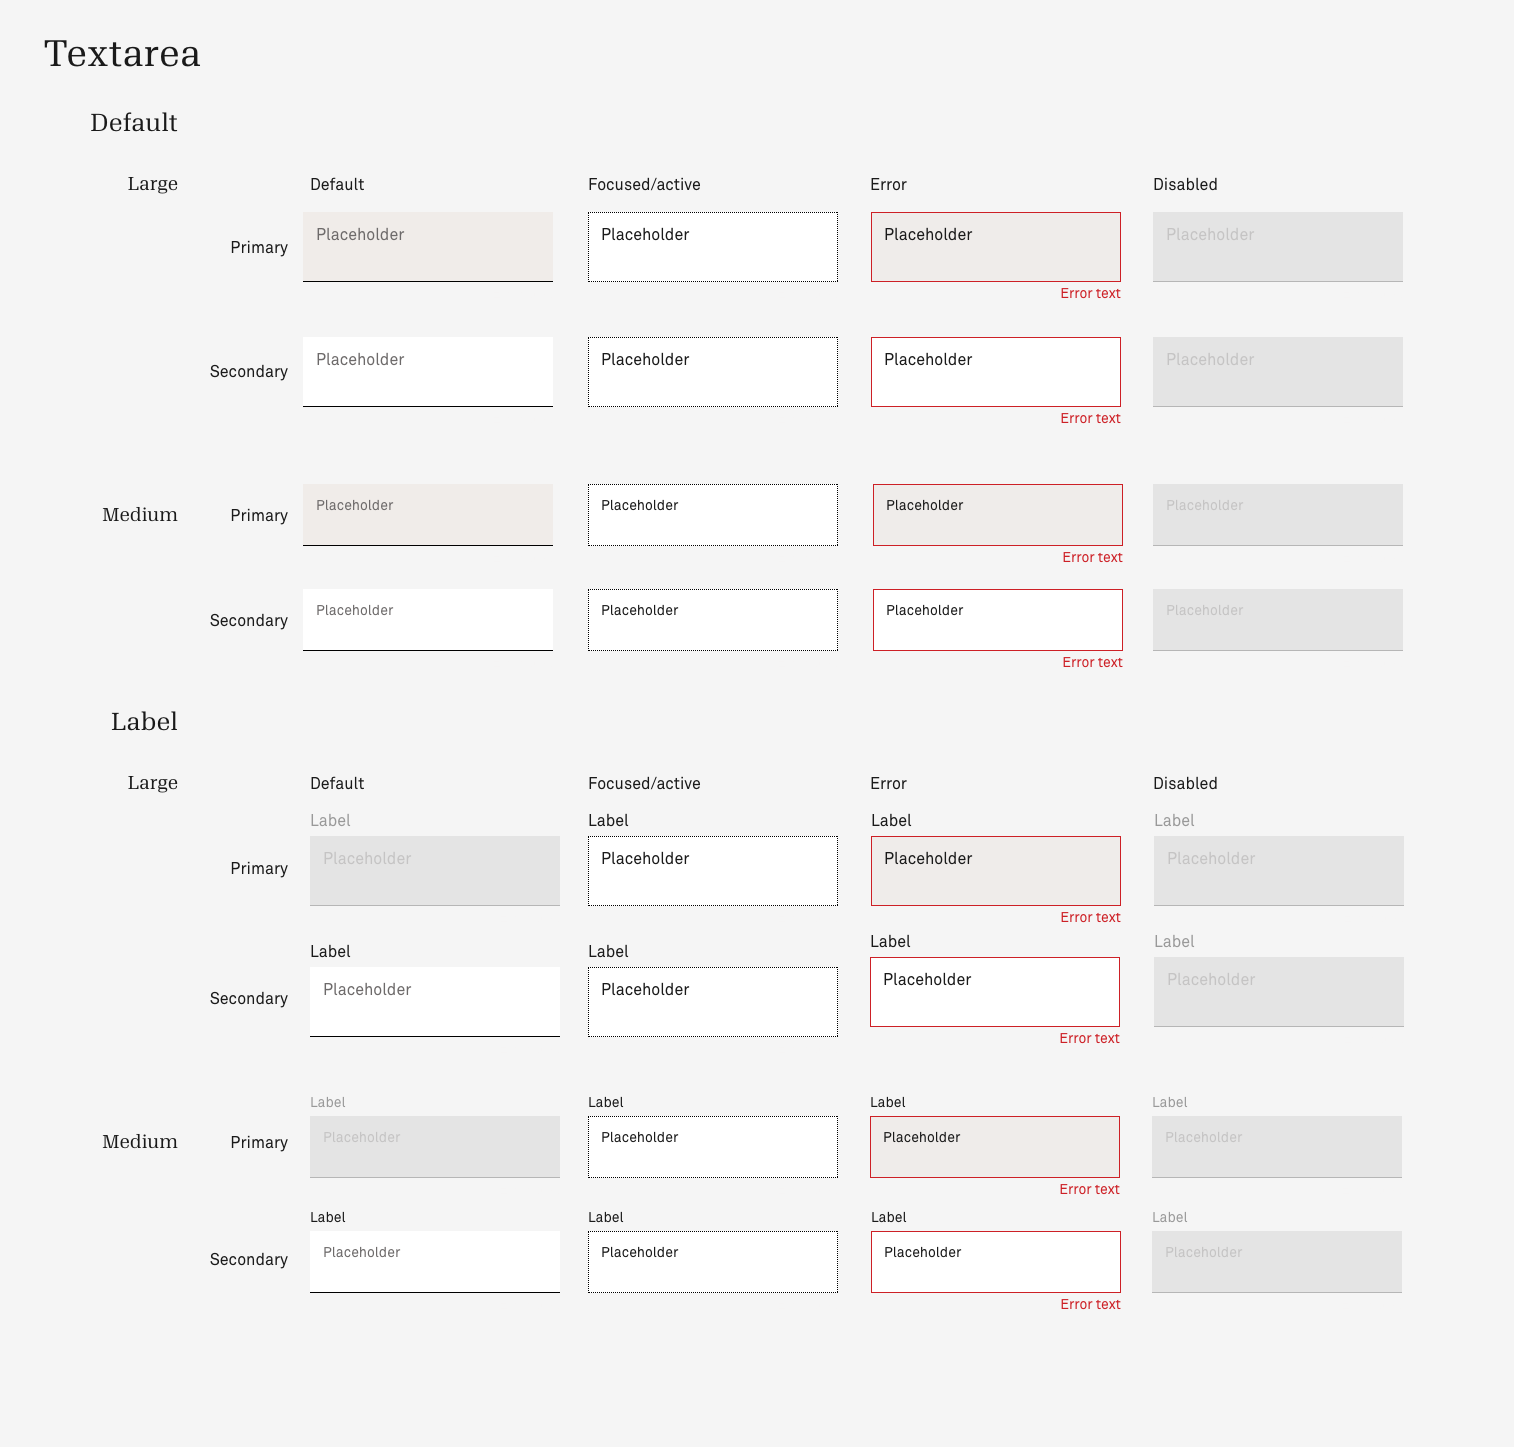 Textarea
Default
Large Default Focused/active Error Disabled
Primary Placeholder Placeholder Placeholder Placeholder
Error text
Secondary Placeholder Placeholder Placeholder Placeholder
Error text
Medium Primary Placeholder Placeholder Placeholder Placeholder
Error text
Secondary Placeholder Placeholder Placeholder Placeholder
Error text
Label
Large Default Focused/active Error Disabled
Label Label Label Label
Primary Placeholder Placeholder Placeholder Placeholder
Error text
Label Label Label Label
Secondary Placeholder Placeholder Placeholder Placeholder
Error text
Label Label Label Label
Medium Primary Placeholder Placeholder Placeholder Placeholder
Error text
Label Label Label Label
Secondary Placeholder Placeholder Placeholder Placeholder
Error text